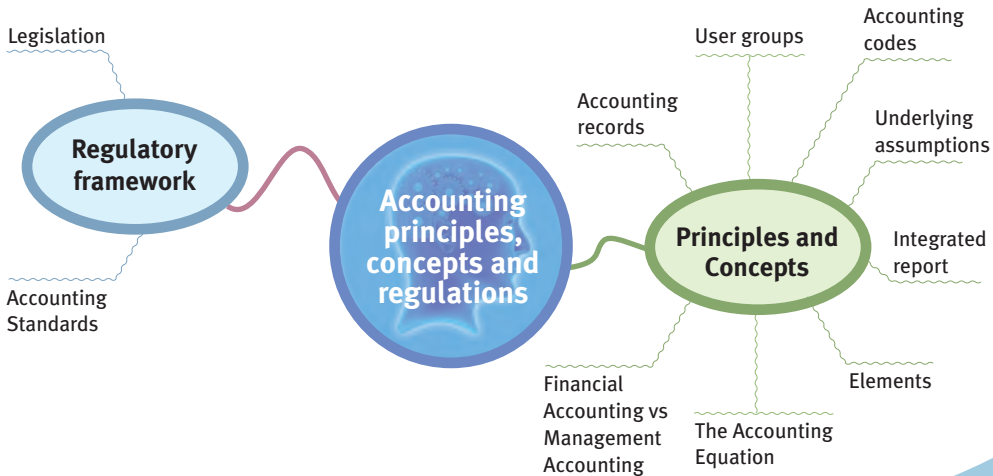 Legislation
Regulatory
framework
Accounting
Standards
Accounting
principles,
concepts and
regulations
User groups
Accounting
codes
Accounting
records
Underlying
assumptions
Principles and
Concepts
Integrated
report
Elements
The Accounting
Equation
Financial
Accounting vs
Management
Accounting